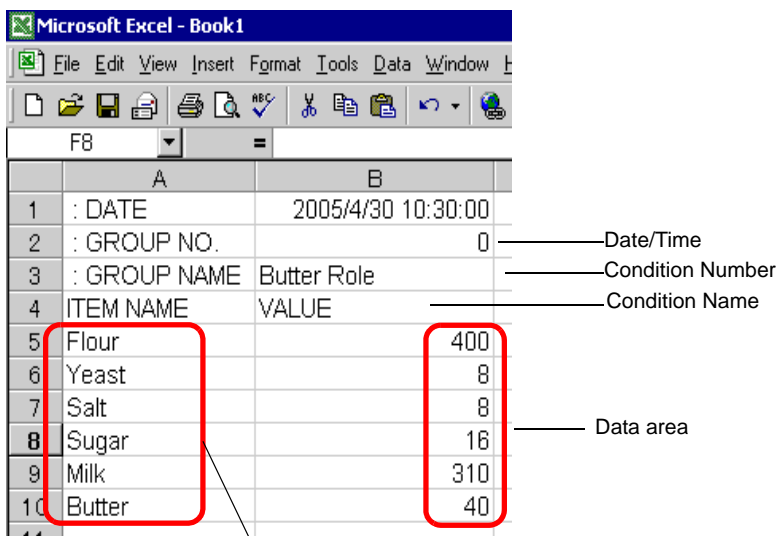 Microsoft Excel - Book1
File Edit View Insert Format Tools Data Window H
ABC
F8 =
A B
1 : DATE 2005/4/30 10:30:00
2 : GROUP NO. 0 Date/Time
3 : GROUP NAME Butter Role Condition Number
4 ITEM NAME VALUE Condition Name
5 Flour 400
6 Yeast 8
7 Salt 8
8 Sugar 16 Data area
9 Milk 310
10 Butter 40